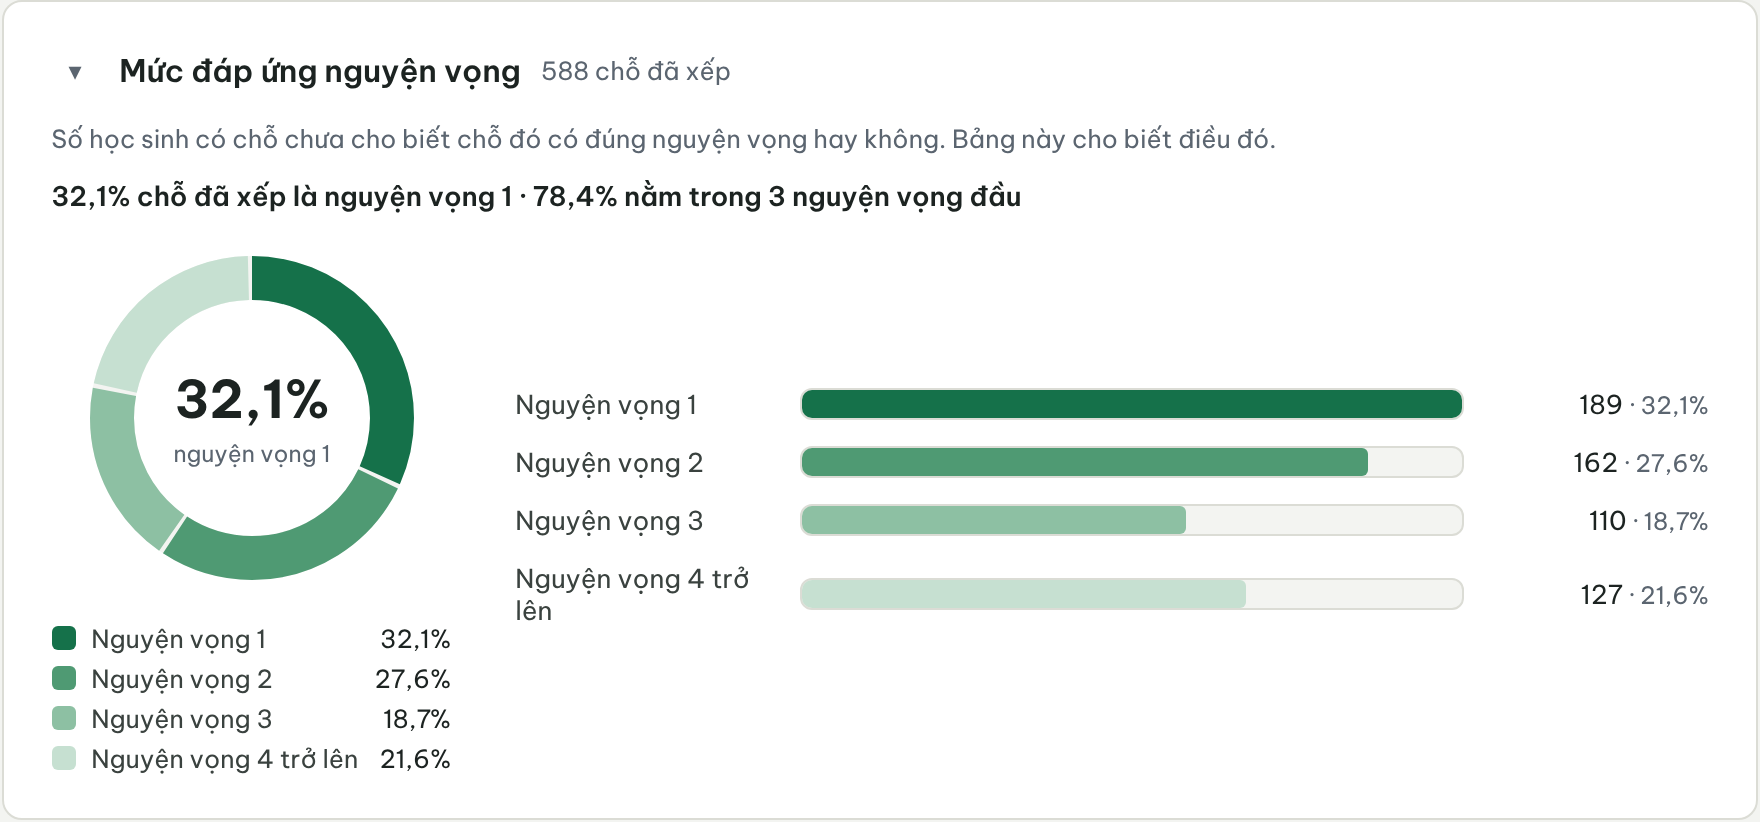 ▼ Mức đáp ứng nguyện vọng 588 chỗ đã xếp
Số học sinh có chỗ chưa cho biết chỗ đó có đúng nguyện vọng hay không. Bảng này cho biết điều đó.
32,1% chỗ đã xếp là nguyện vọng 1 · 78,4% nằm trong 3 nguyện vọng đầu
32,1%
nguyện vọng 1
Nguyện vọng 1 32,1%
Nguyện vọng 2 27,6%
Nguyện vọng 3 18,7%
Nguyện vọng 4 trở lên 21,6%
Nguyện vọng 1 189 · 32,1%
Nguyện vọng 2 162 · 27,6%
Nguyện vọng 3 110 · 18,7%
Nguyện vọng 4 trở
lên
127 · 21,6%